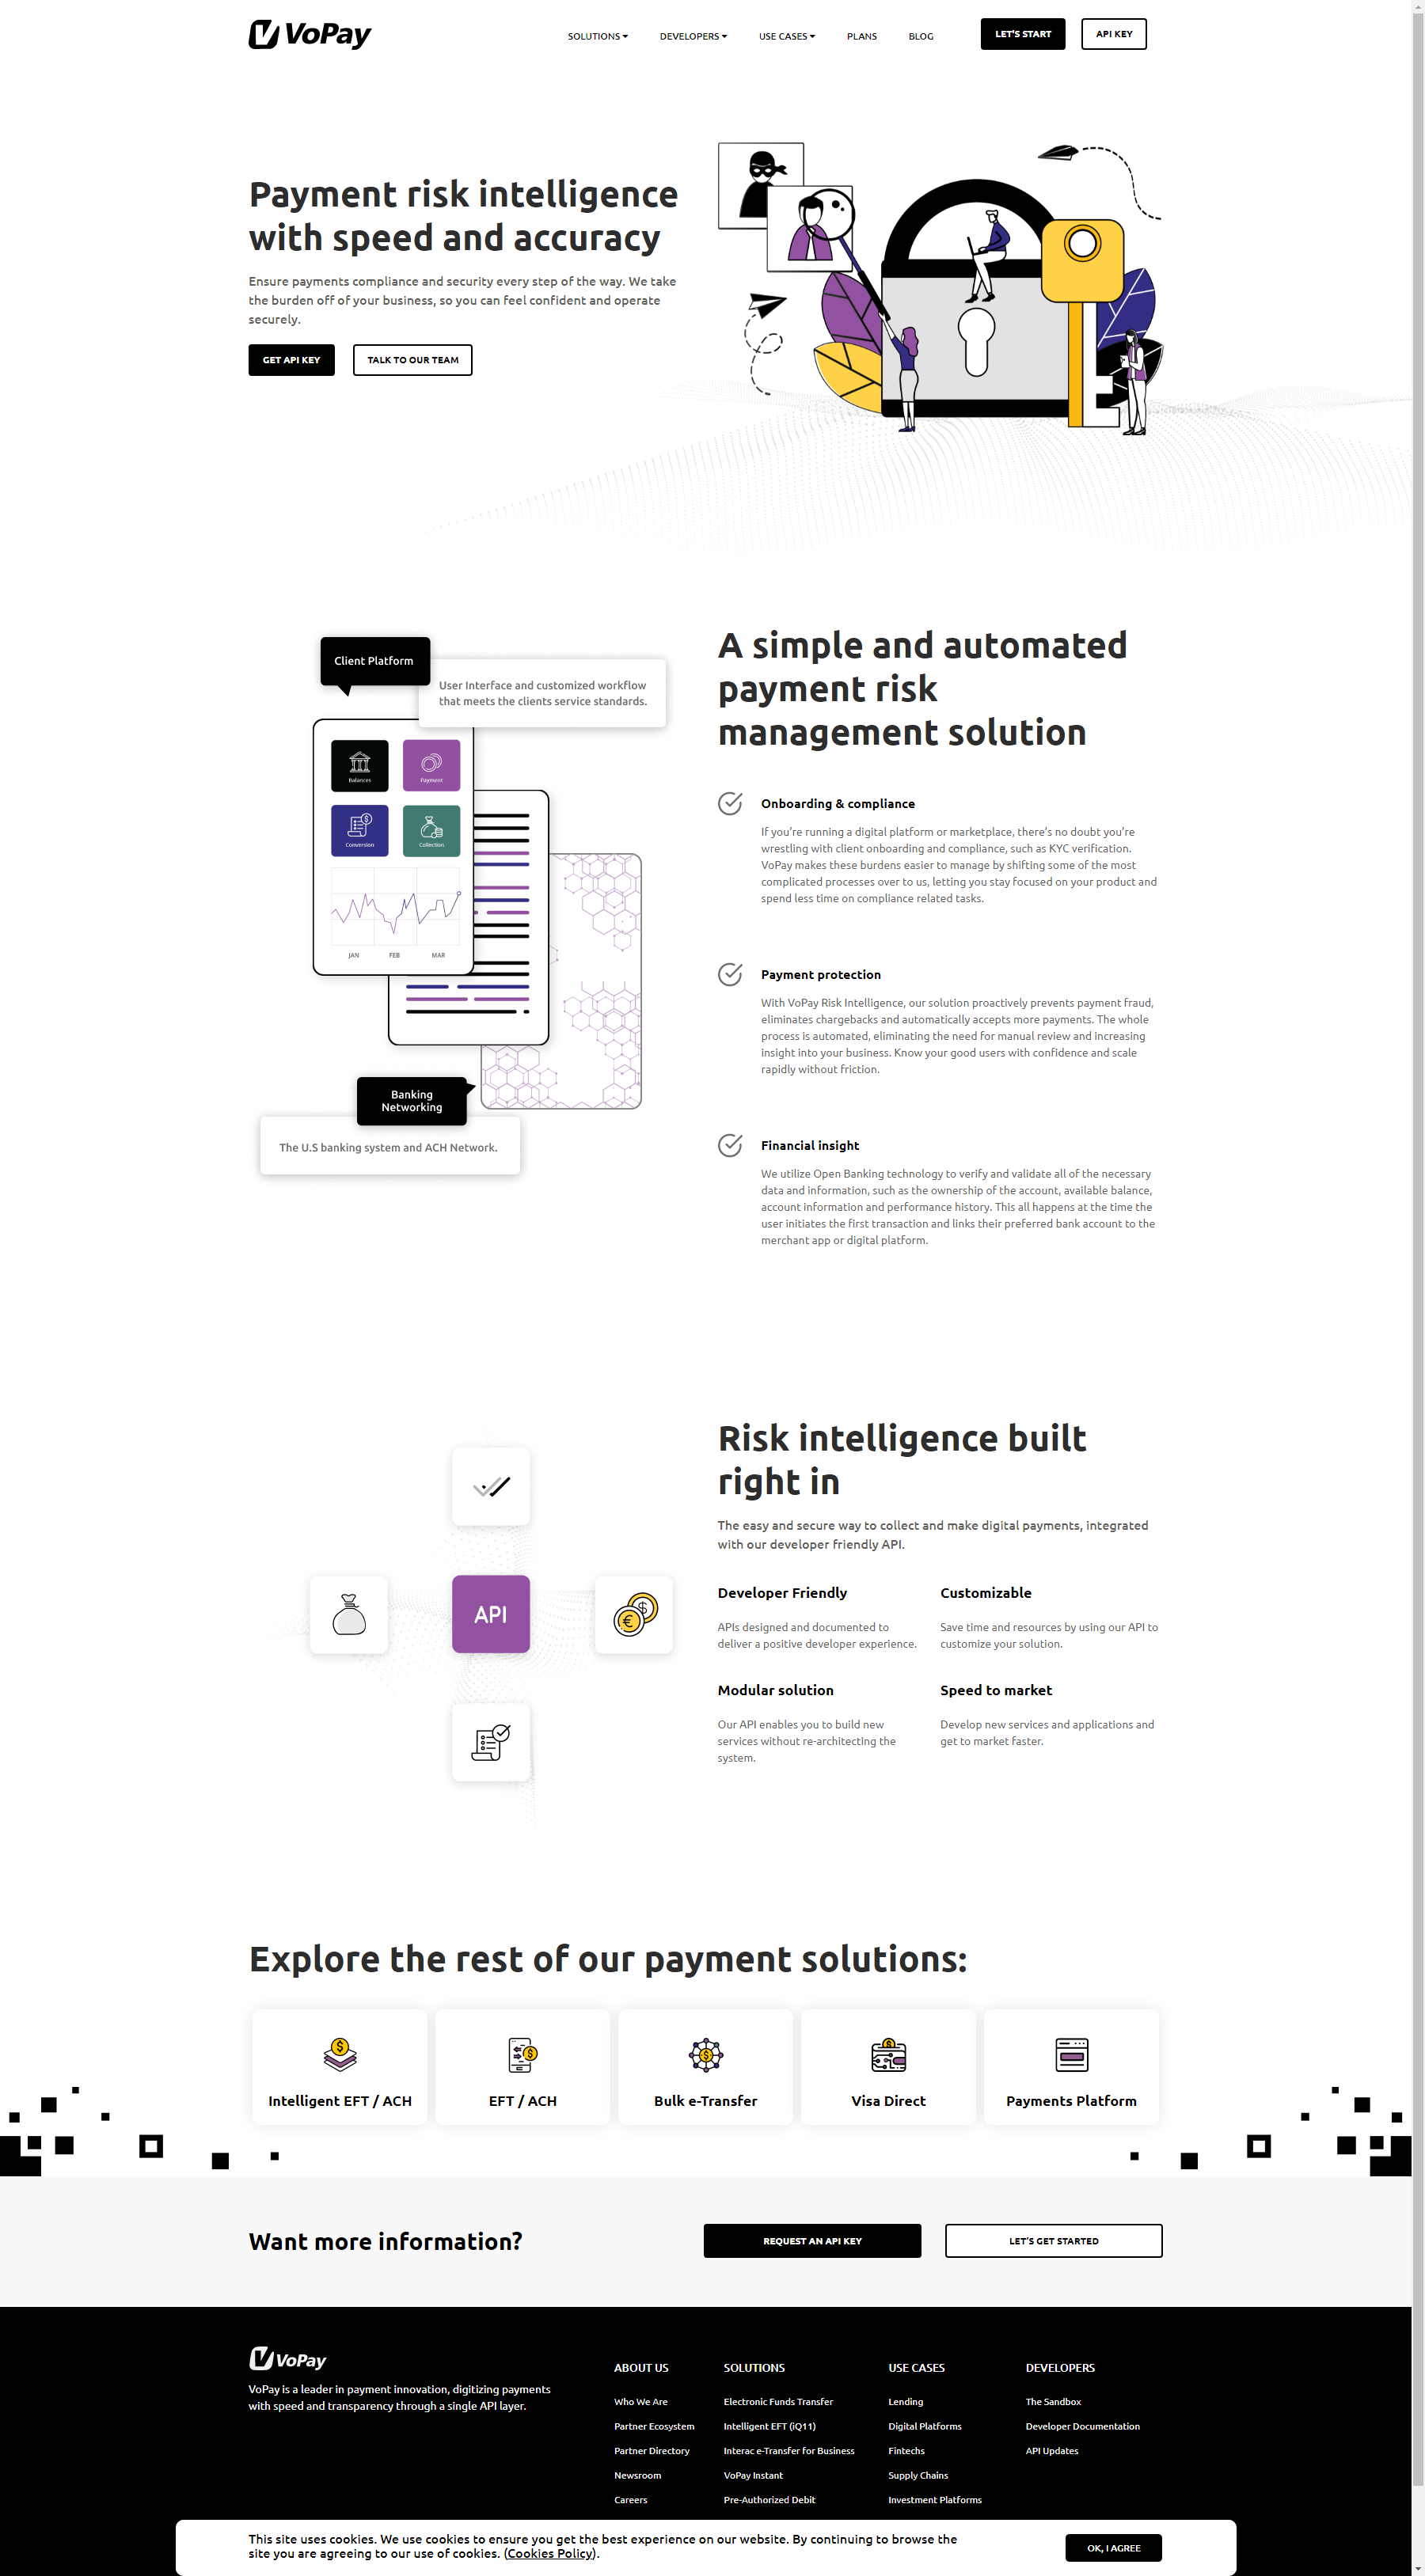 VoPay
SOLUTIONS
DEVELOPERS
USE CASES
PLANS
BLOG
LET'S START
API KEY
Payment risk intelligence
with speed and accuracy
Ensure payments compliance and security every step of the way. We take
the burden off of your business, so you can feel confident and operate
securely.
GET API KEY
TALK TO OUR TEAM
Client Platform
User Interface and customized workflow
that meets the clients service standards.
Balances
Payment
Conversion
Collection
JAN
FEB
MAR
Banking
Networking
The U.S banking system and ACH Network.
A simple and automated
payment risk
management solution
Onboarding & compliance
If you’re running a digital platform or marketplace, there’s no doubt you’re
wrestling with client onboarding and compliance, such as KYC verification.
VoPay makes these burdens easier to manage by shifting some of the most
complicated processes over to us, letting you stay focused on your product and
spend less time on compliance related tasks.
Payment protection
With VoPay Risk Intelligence, our solution proactively prevents payment fraud,
eliminates chargebacks and automatically accepts more payments. The whole
process is automated, eliminating the need for manual review and increasing
insight into your business. Know your good users with confidence and scale
rapidly without friction.
Financial insight
We utilize Open Banking technology to verify and validate all of the necessary
data and information, such as the ownership of the account, available balance,
account information and performance history. This all happens at the time the
user initiates the first transaction and links their preferred bank account to the
merchant app or digital platform.
API
Risk intelligence built
right in
The easy and secure way to collect and make digital payments, integrated
with our developer friendly API.
Developer Friendly
APIs designed and documented to
deliver a positive developer experience.
Customizable
Save time and resources by using our API to
customize your solution.
Modular solution
Our API enables you to build new
services without re-architecting the
system.
Speed to market
Develop new services and applications and
get to market faster.
Explore the rest of our payment solutions:
Intelligent EFT / ACH
EFT / ACH
Bulk e-Transfer
Visa Direct
Payments Platform
Want more information?
REQUEST AN API KEY
LET'S GET STARTED
VoPay
VoPay is a leader in payment innovation, digitizing payments
with speed and transparency through a single API layer.
ABOUT US
Who We Are
Partner Ecosystem
Partner Directory
Newsroom
Careers
SOLUTIONS
Electronic Funds Transfer
Intelligent EFT (iQ11)
Interac e-Transfer for Business
VoPay Instant
Pre-Authorized Debit
USE CASES
Lending
Digital Platforms
Fintechs
Supply Chains
Investment Platforms
DEVELOPERS
The Sandbox
Developer Documentation
API Updates
This site uses cookies. We use cookies to ensure you get the best experience on our website. By continuing to browse the
site you are agreeing to our use of cookies. (Cookies Policy).
OK, I AGREE